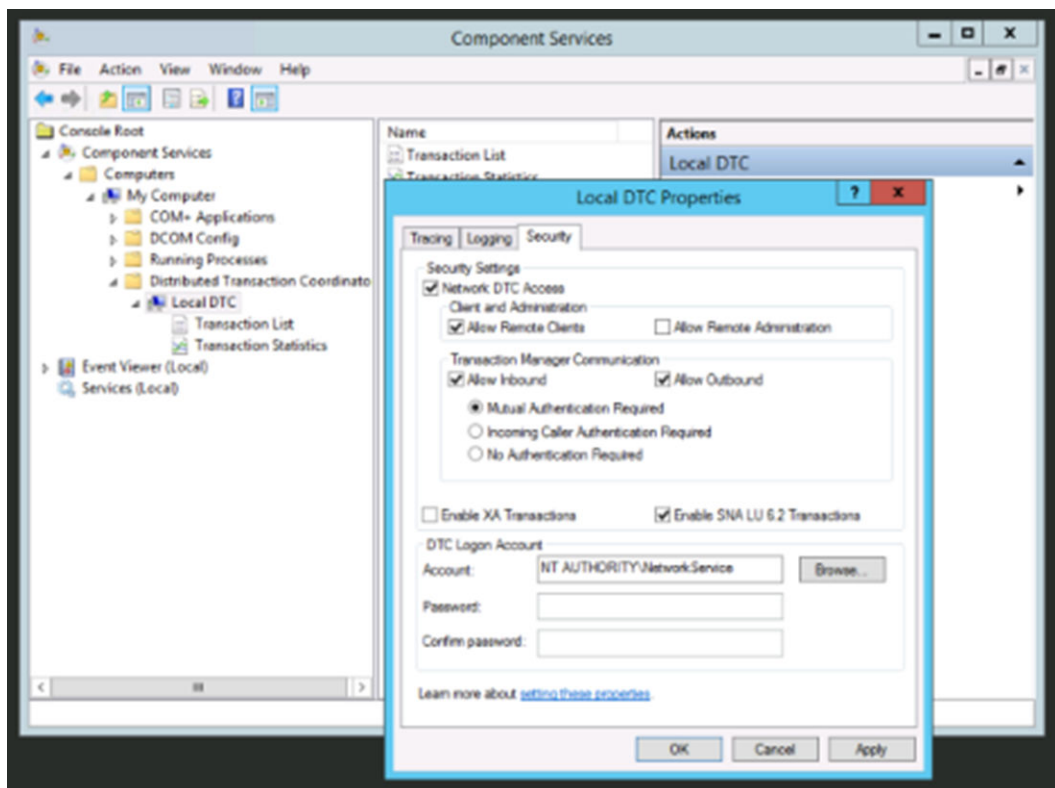 Component Services
File Action View Window Help
Console Root
Component Services
Computers
My Computer
COM+ Applications
DCOM Config
Running Processes
Distributed Transaction Coordinato
Local DTC
Transaction List
Transaction Statistics
Event Viewer (Local)
Services (Local)
Name
Transaction List
Transaction Statistics
Actions
Local DTC
Local DTC Properties
Tracing Logging Security
Security Settings
Network DTC Access
Client and Administration
Allow Remote Clients Allow Remote Administration
Transaction Manager Communication
Allow Inbound Allow Outbound
Mutual Authentication Required
Incoming Caller Authentication Required
No Authentication Required
Enable XA Transactions Enable SNA LU 6.2 Transactions
DTC Logon Account
Account: NT AUTHORITY\NetworkService Browse...
Password:
Confirm password:
Learn more about setting these properties
OK Cancel Apply